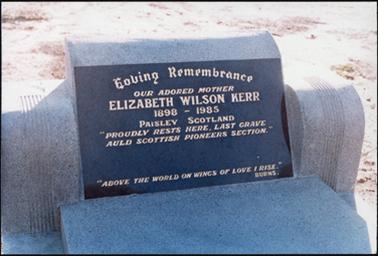 Loving Remembrance
OUR ADORED MOTHER
ELIZABETH WILSON KERR
1898 - 1985
PAISLEY SCOTLAND
"PROUDLY RESTS HERE, LAST GRAVE
AULD SCOTTISH PIONEERS SECTION."
"ABOVE THE WORLD ON WINGS OF LOVE I RISE."
BURNS.